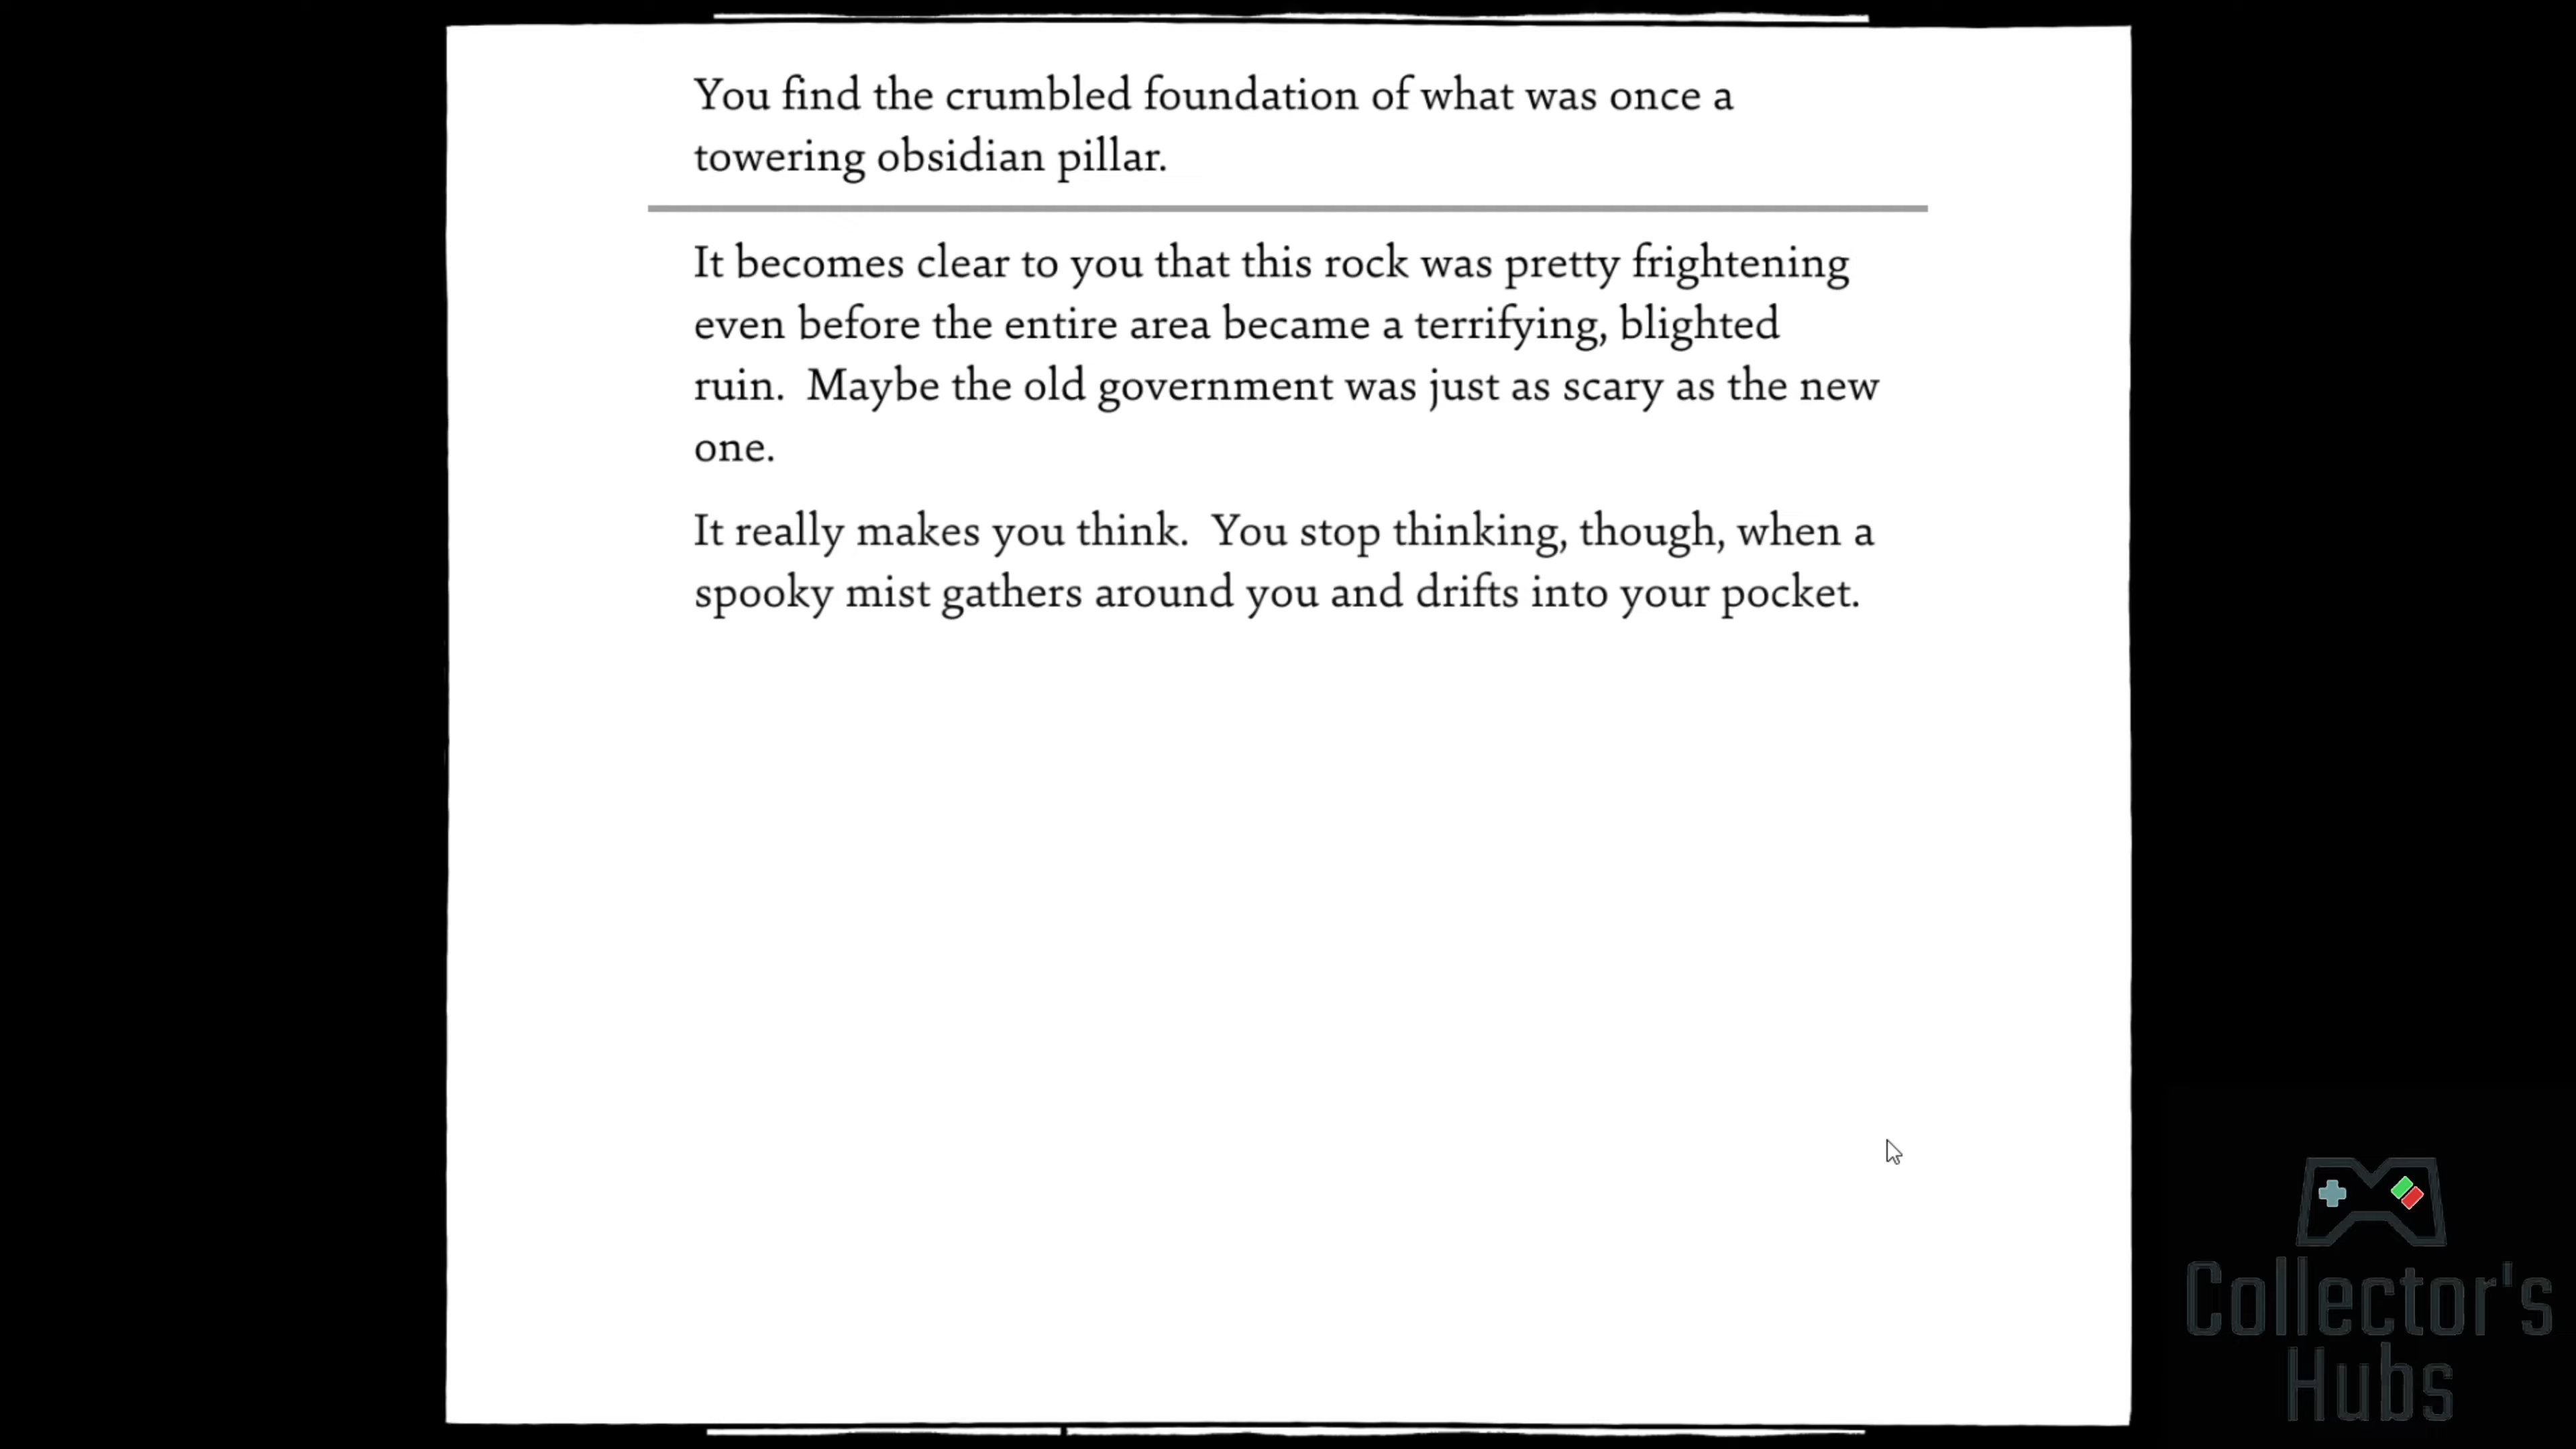 You find the crumbled foundation of what was once a
towering obsidian pillar.
It becomes clear to you that this rock was pretty frightening
even before the entire area became a terrifying, blighted
ruin.  Maybe the old government was just as scary as the new
one.
It really makes you think.  You stop thinking, though, when a
spooky mist gathers around you and drifts into your pocket.
Collector's
Hubs